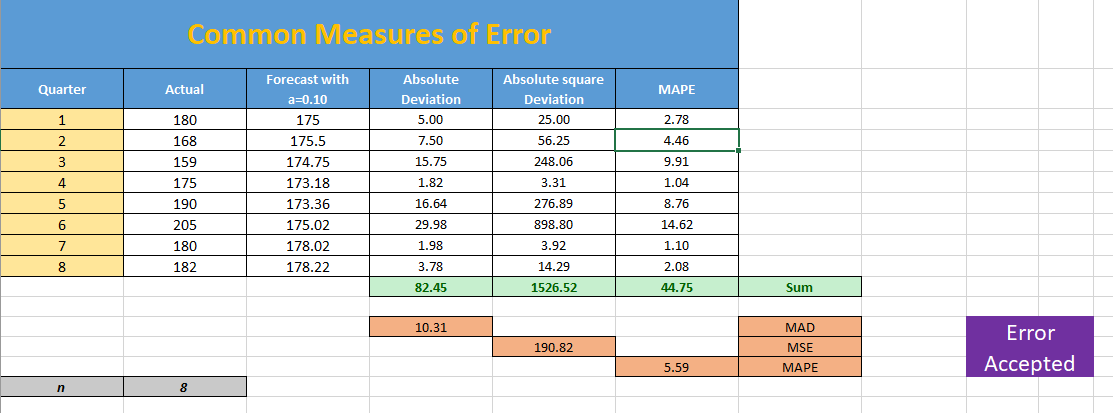 Common Measures of Error
Quarter Actual Forecast with a=0.10 Absolute Deviation Absolute square Deviation MAPE
1 180 175 5.00 25.00 2.78
2 168 175.5 7.50 56.25 4.46
3 159 174.75 15.75 248.06 9.91
4 175 173.18 1.82 3.31 1.04
5 190 173.36 16.64 276.89 8.76
6 205 175.02 29.98 898.80 14.62
7 180 178.02 1.98 3.92 1.10
8 182 178.22 3.78 14.29 2.08
82.45 1526.52 44.75 Sum
10.31 MAD
190.82 MSE
5.59 MAPE
Error
Accepted
n 8